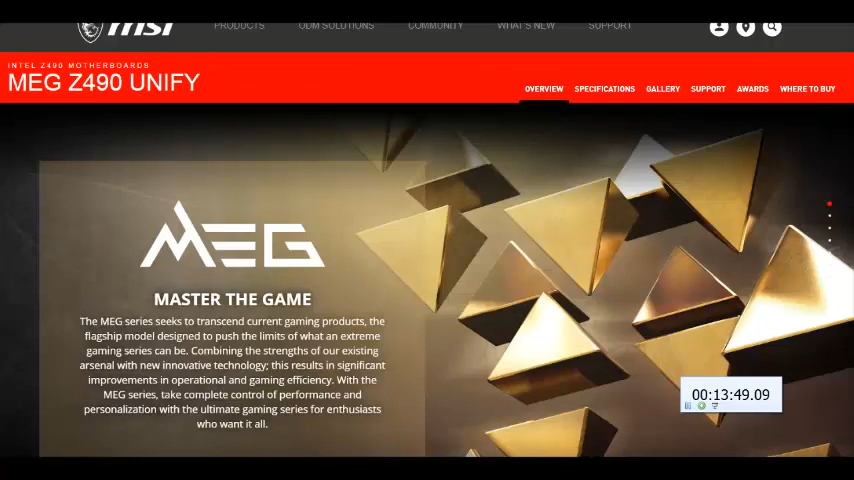 msi
PRODUCTS ODM SOLUTIONS COMMUNITY WHAT'S NEW SUPPORT
INTEL Z490 MOTHERBOARDS
MEG Z490 UNIFY
OVERVIEW SPECIFICATIONS GALLERY SUPPORT AWARDS WHERE TO BUY
MEG
MASTER THE GAME
The MEG series seeks to transcend current gaming products, the
flagship model designed to push the limits of what an extreme
gaming series can be. Combining the strengths of our existing
arsenal with new innovative technology; this results in significant
improvements in operational and gaming efficiency. With the
MEG series, take complete control of performance and
personalization with the ultimate gaming series for enthusiasts
who want it all.
00:13:49.09